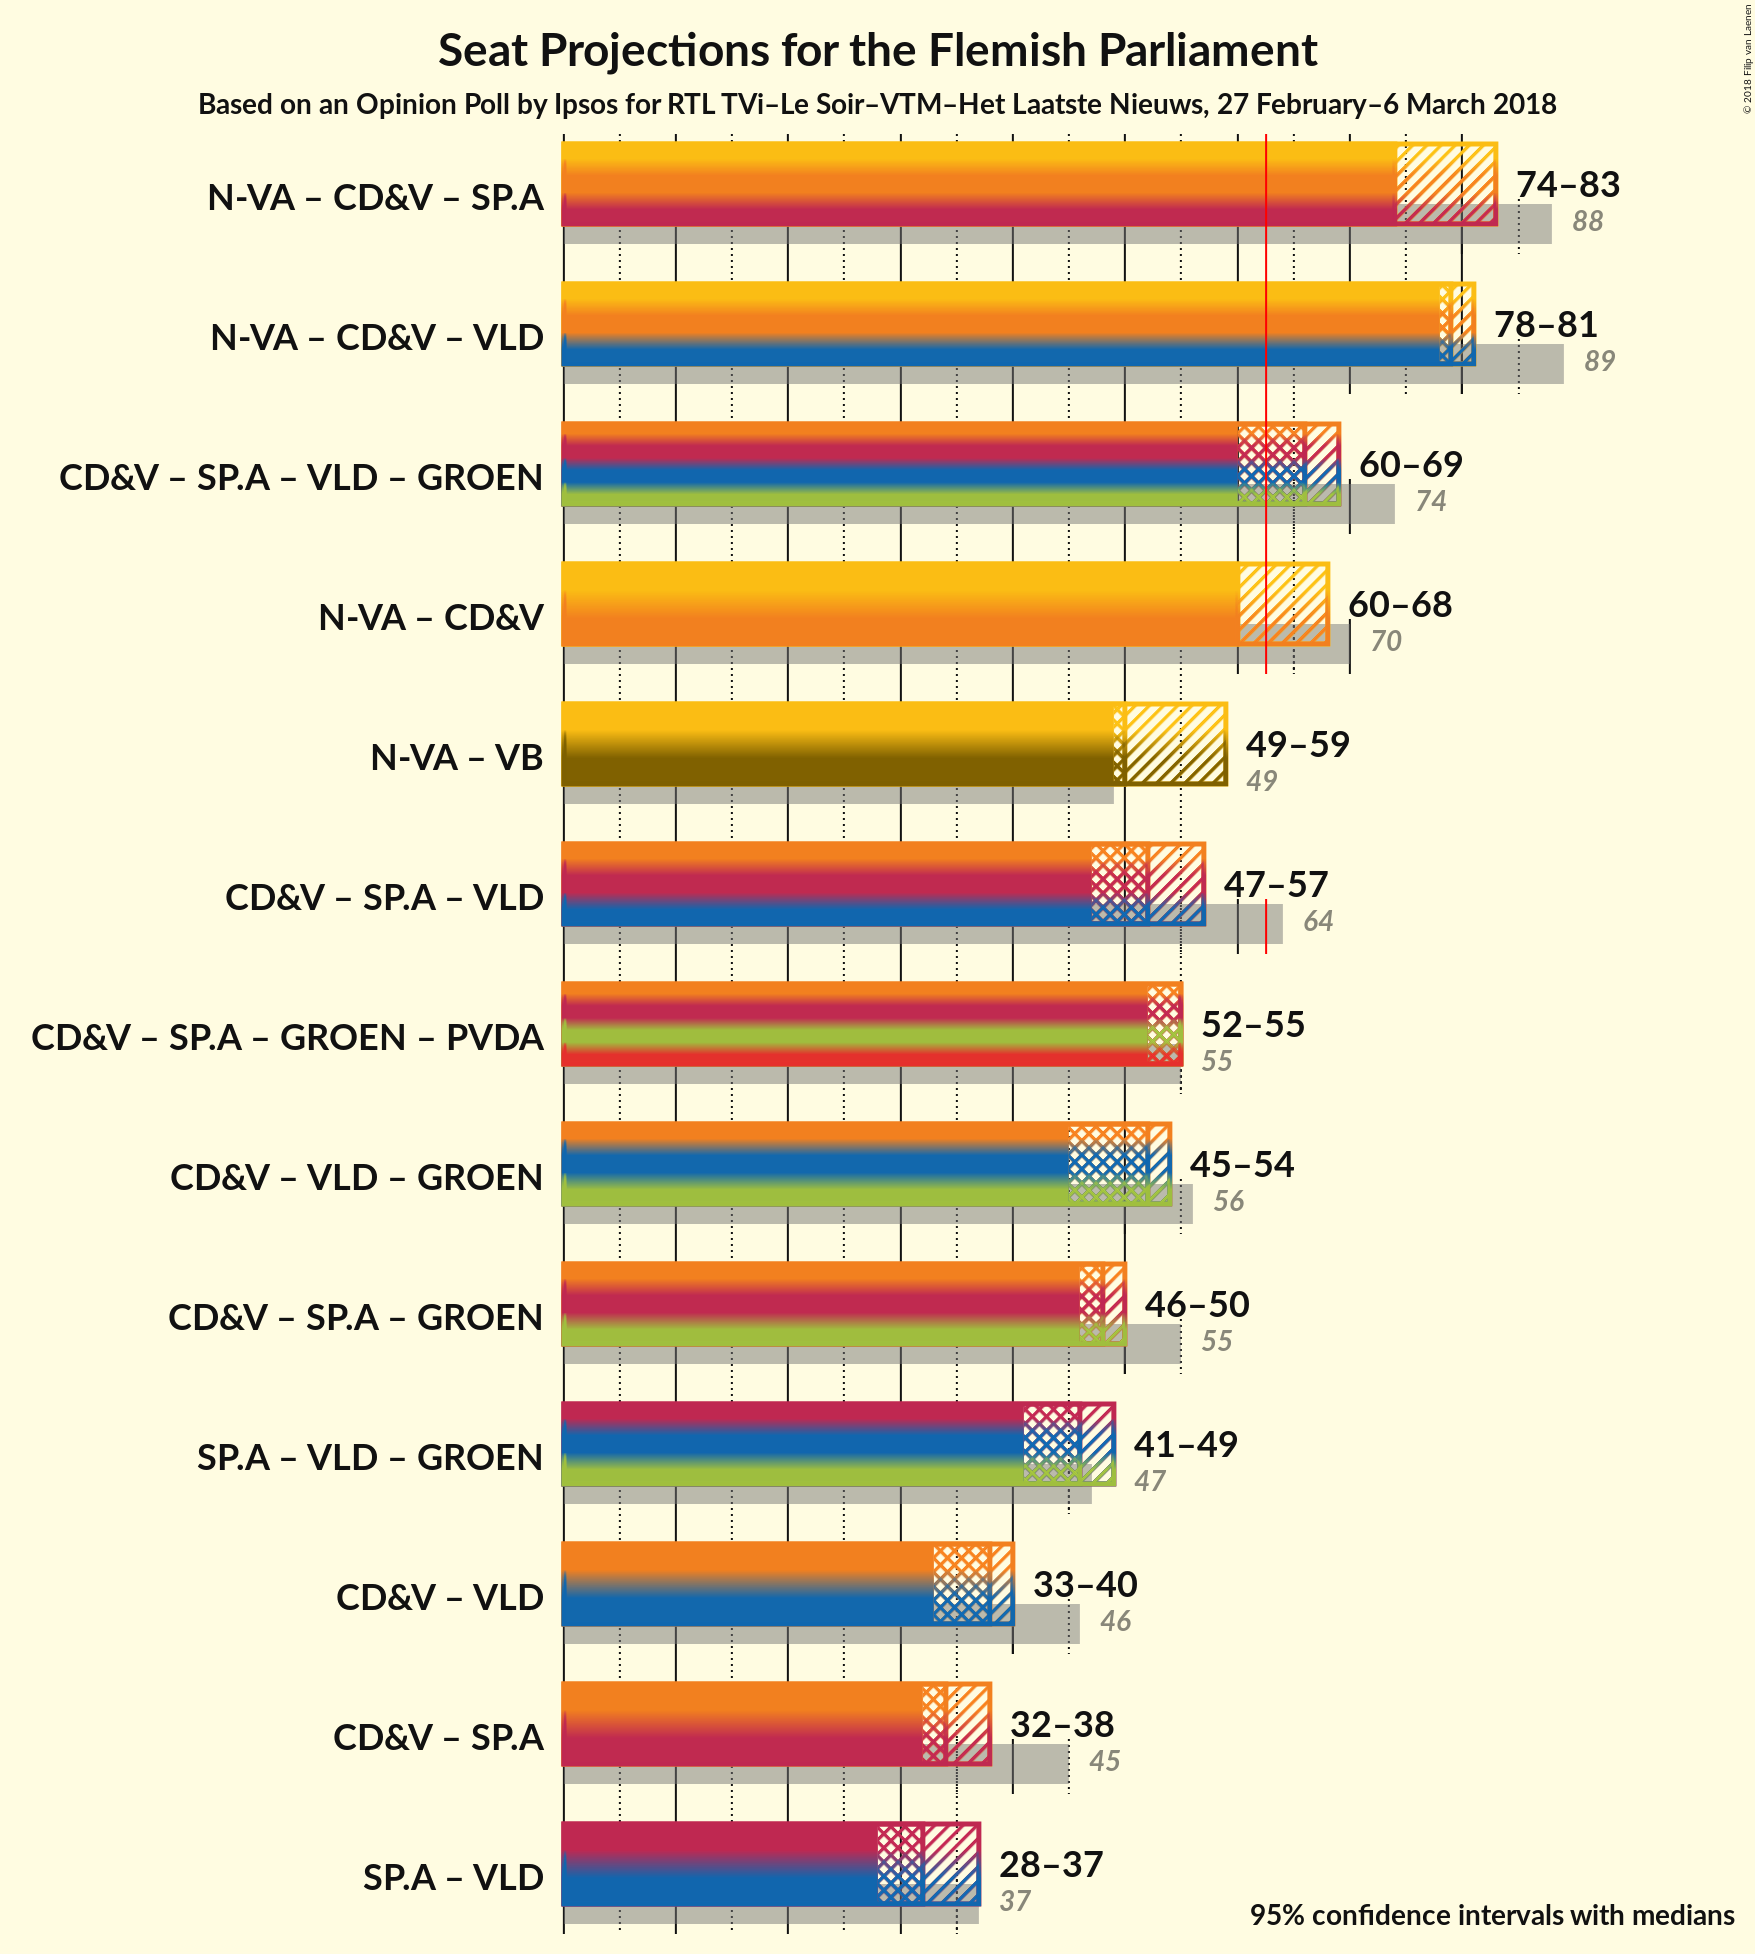 © 2018 Filip van Laenen
Seat Projections for the Flemish Parliament
Based on an Opinion Poll by Ipsos for RTL TVi–Le Soir–VTM–Het Laatste Nieuws, 27 February–6 March 2018
N-VA – CD&V – SP.A
74–83
88
N-VA – CD&V – VLD
78–81
89
CD&V – SP.A – VLD – GROEN
60–69
74
N-VA – CD&V
60–68
70
N-VA – VB
49–59
49
CD&V – SP.A – VLD
47–57
64
CD&V – SP.A – GROEN – PVDA
52–55
55
CD&V – VLD – GROEN
45–54
56
CD&V – SP.A – GROEN
46–50
55
SP.A – VLD – GROEN
41–49
47
CD&V – VLD
33–40
46
CD&V – SP.A
32–38
45
SP.A – VLD
28–37
37
95% confidence intervals with medians